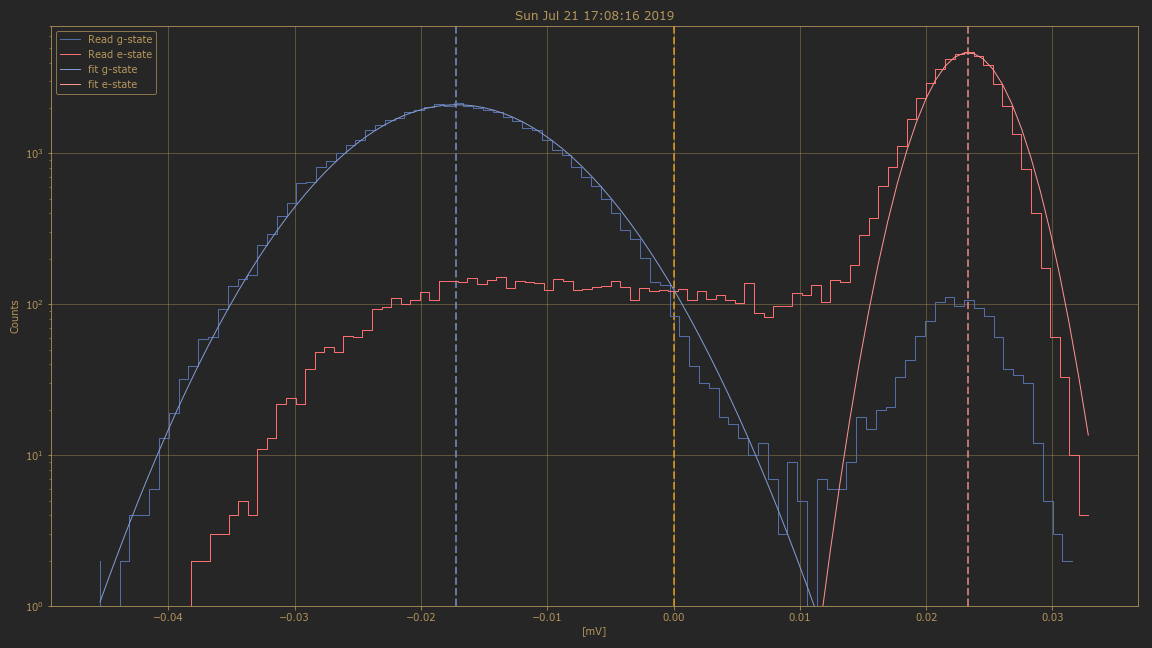 Sun Jul 21 17:08:16 2019
Read g-state
Read e-state
fit g-state
fit e-state
Counts
10³
10²
10¹
10⁰
−0.04 −0.03 −0.02 −0.01 0.00 0.01 0.02 0.03
[mV]